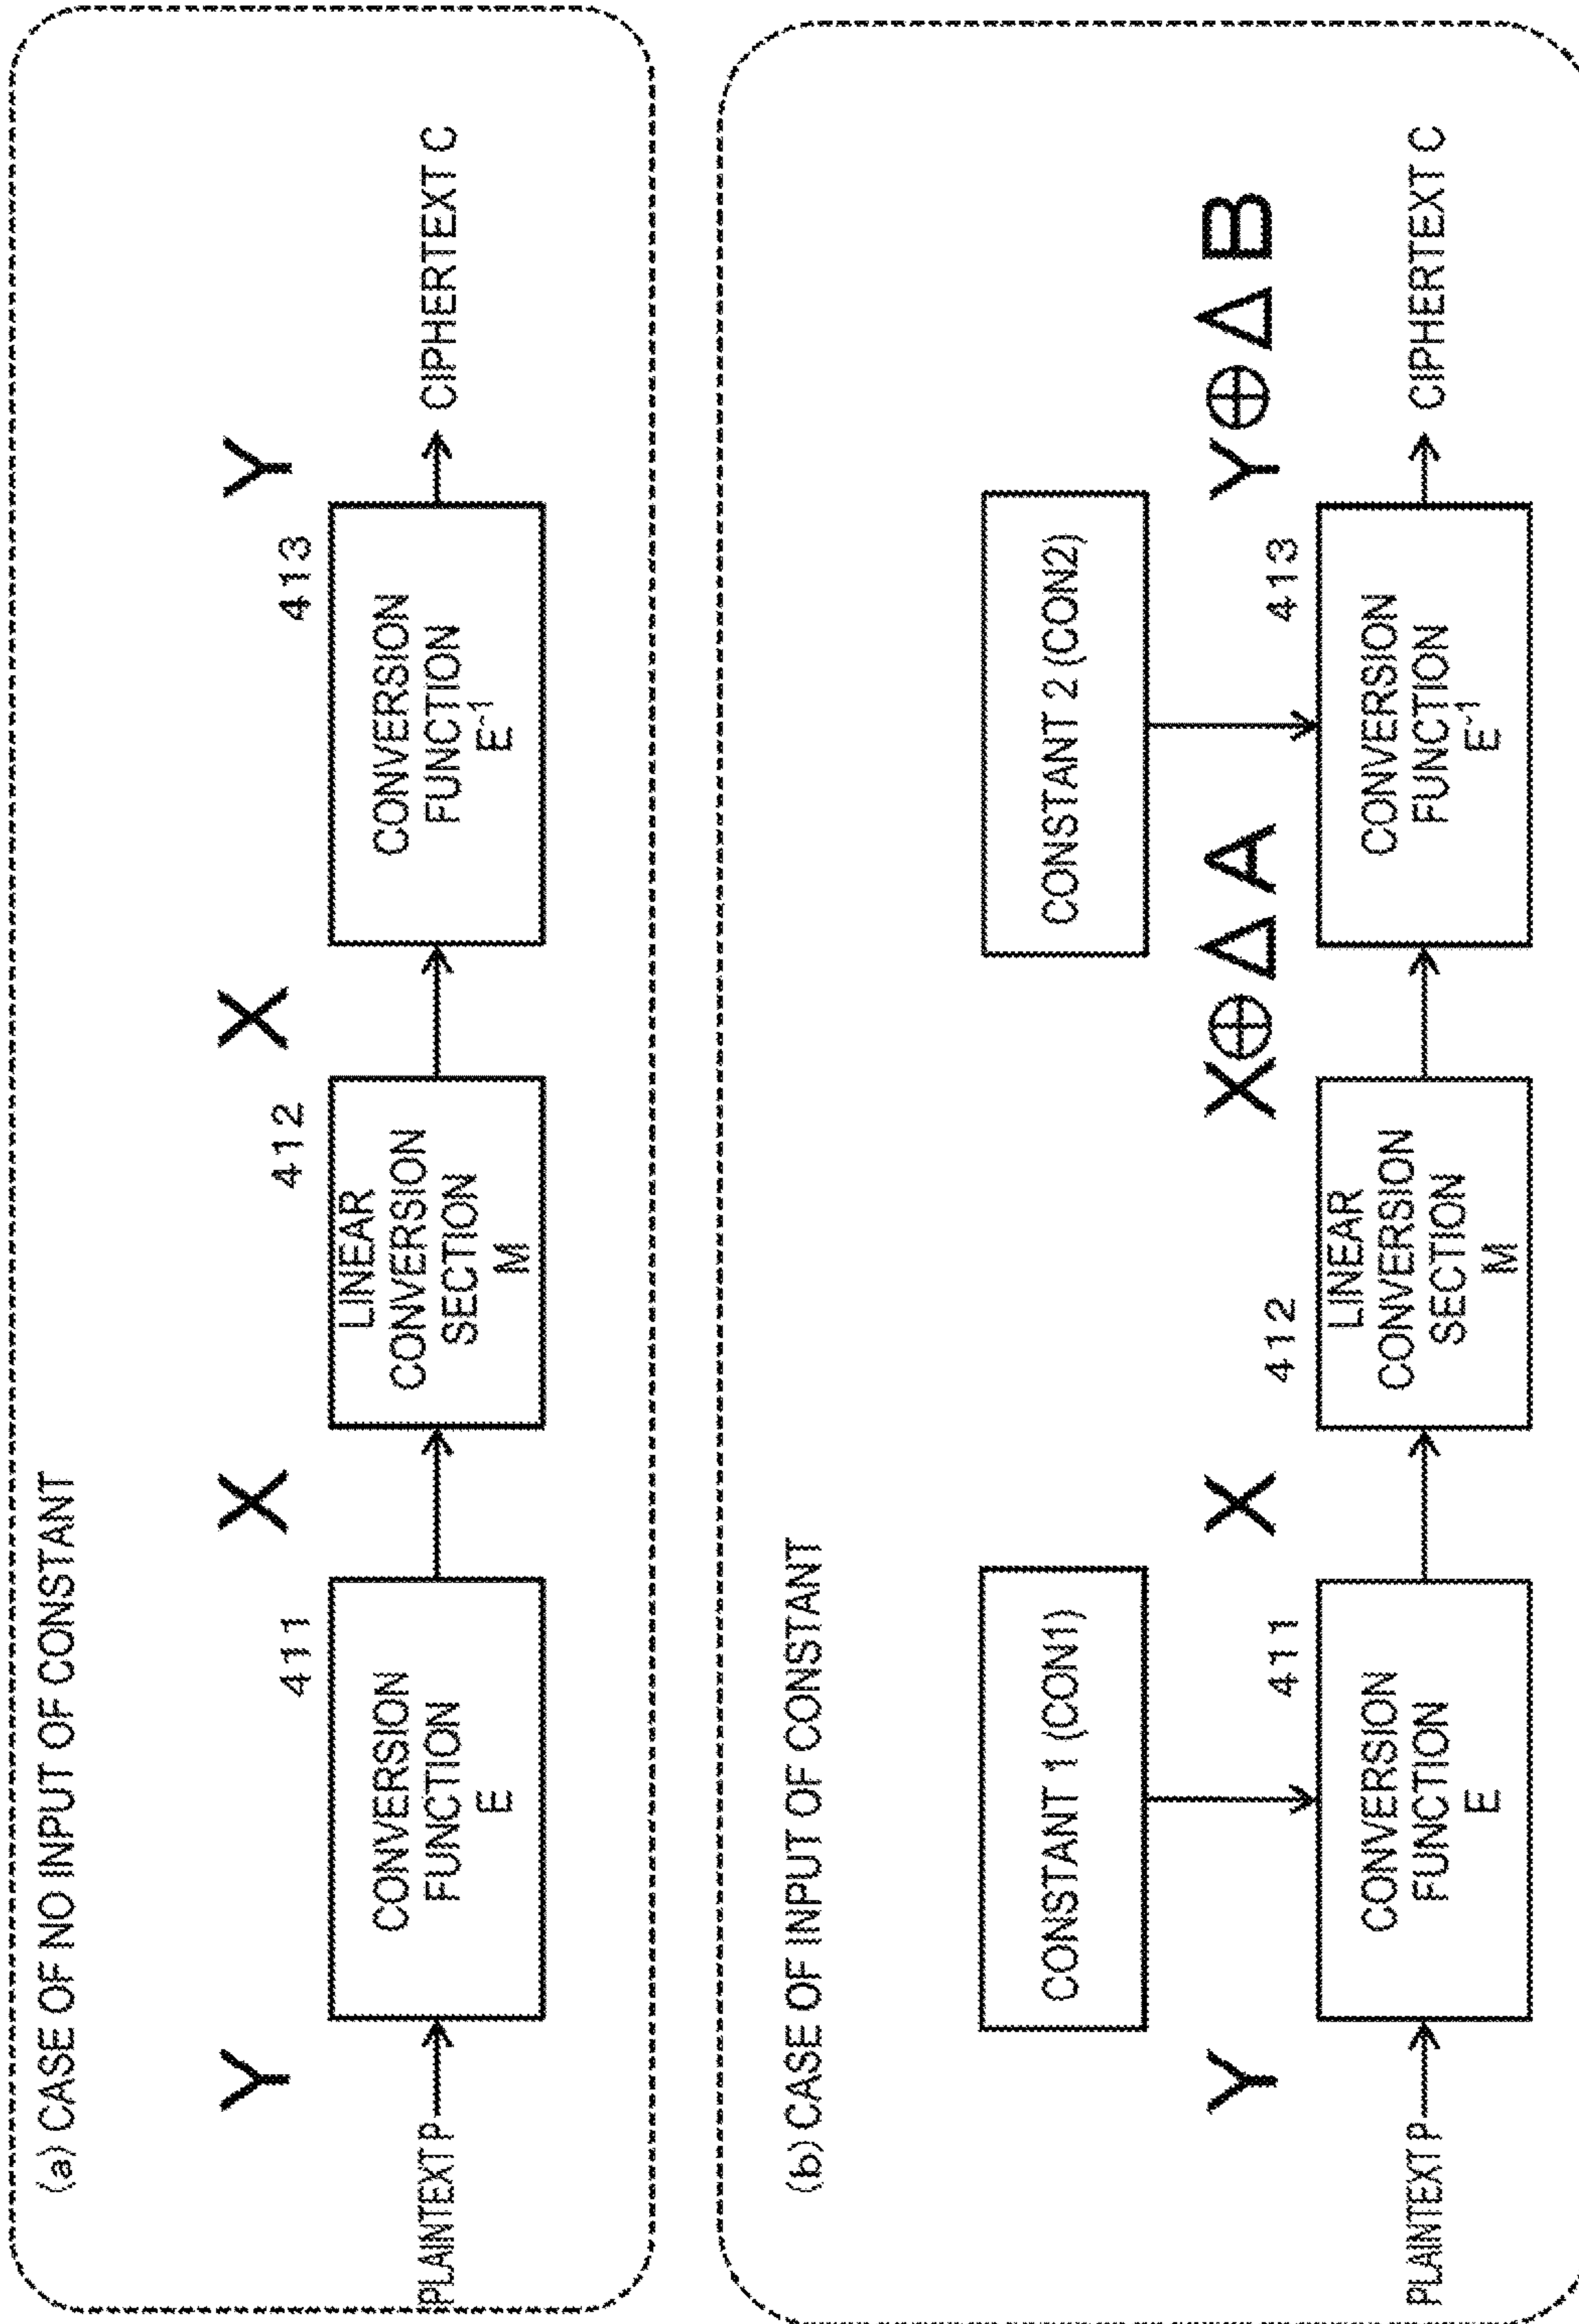 (a) CASE OF NO INPUT OF CONSTANT
Y
X
X
Y
411
412
413
PLAINTEXT P
CONVERSION
FUNCTION
E
LINEAR
CONVERSION
SECTION
M
CONVERSION
FUNCTION
E⁻¹
CIPHERTEXT C
(b) CASE OF INPUT OF CONSTANT
CONSTANT 1 (CON1)
CONSTANT 2 (CON2)
Y
X
X⊕ΔA
Y⊕ΔB
411
412
413
PLAINTEXT P
CONVERSION
FUNCTION
E
LINEAR
CONVERSION
SECTION
M
CONVERSION
FUNCTION
E⁻¹
CIPHERTEXT C